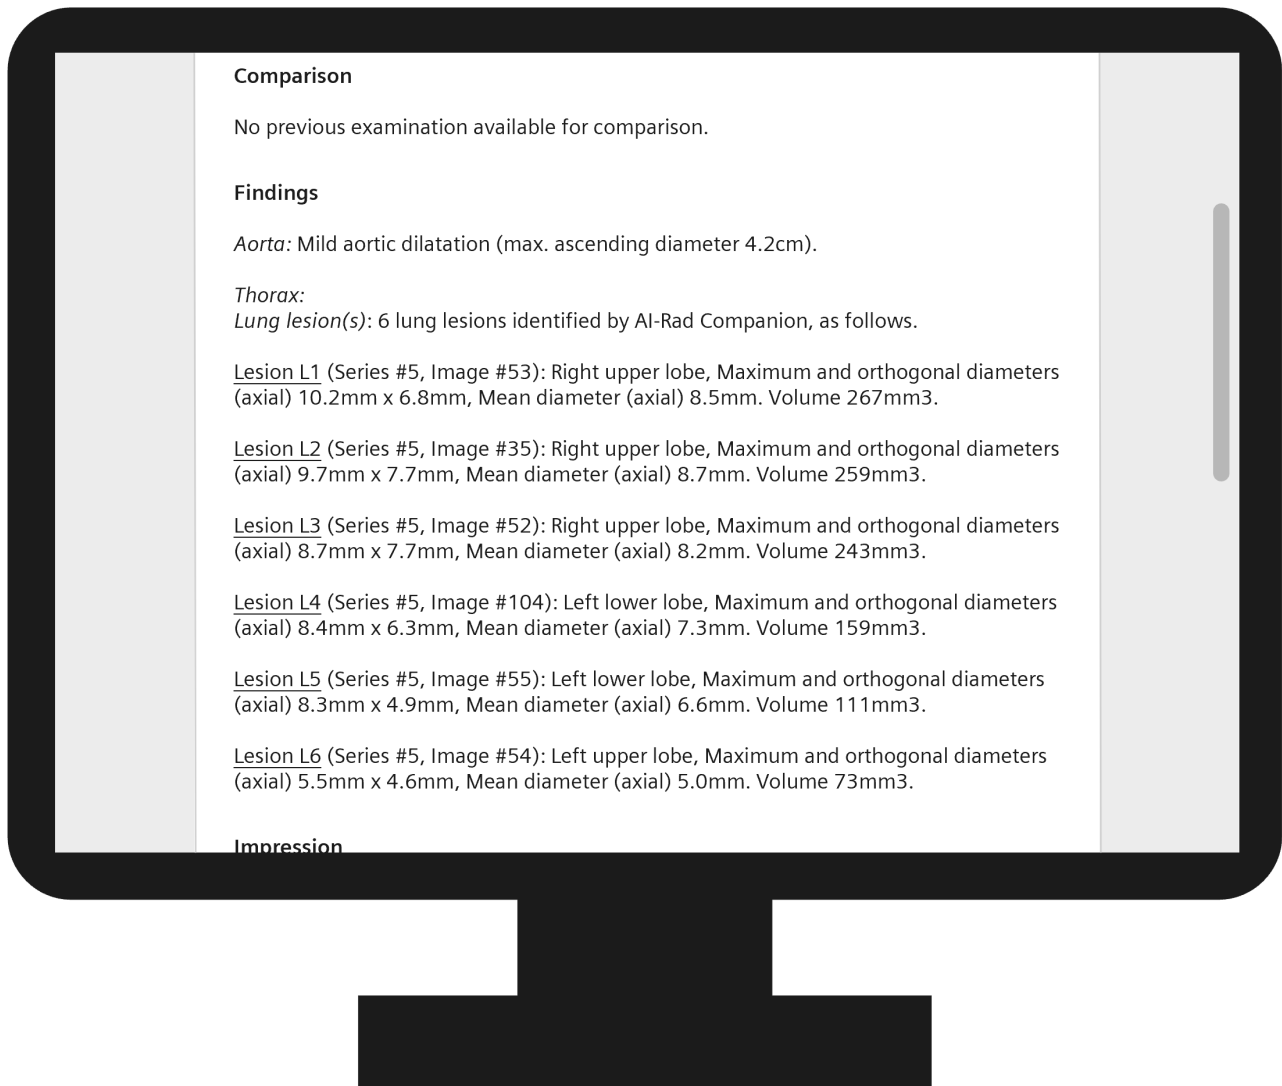 Comparison
No previous examination available for comparison.
Findings
Aorta: Mild aortic dilatation (max. ascending diameter 4.2cm).
Thorax:
Lung lesion(s): 6 lung lesions identified by AI-Rad Companion, as follows.
Lesion L1 (Series #5, Image #53): Right upper lobe, Maximum and orthogonal diameters
(axial) 10.2mm x 6.8mm, Mean diameter (axial) 8.5mm. Volume 267mm3.
Lesion L2 (Series #5, Image #35): Right upper lobe, Maximum and orthogonal diameters
(axial) 9.7mm x 7.7mm, Mean diameter (axial) 8.7mm. Volume 259mm3.
Lesion L3 (Series #5, Image #52): Right upper lobe, Maximum and orthogonal diameters
(axial) 8.7mm x 7.7mm, Mean diameter (axial) 8.2mm. Volume 243mm3.
Lesion L4 (Series #5, Image #104): Left lower lobe, Maximum and orthogonal diameters
(axial) 8.4mm x 6.3mm, Mean diameter (axial) 7.3mm. Volume 159mm3.
Lesion L5 (Series #5, Image #55): Left lower lobe, Maximum and orthogonal diameters
(axial) 8.3mm x 4.9mm, Mean diameter (axial) 6.6mm. Volume 111mm3.
Lesion L6 (Series #5, Image #54): Left upper lobe, Maximum and orthogonal diameters
(axial) 5.5mm x 4.6mm, Mean diameter (axial) 5.0mm. Volume 73mm3.
Impression